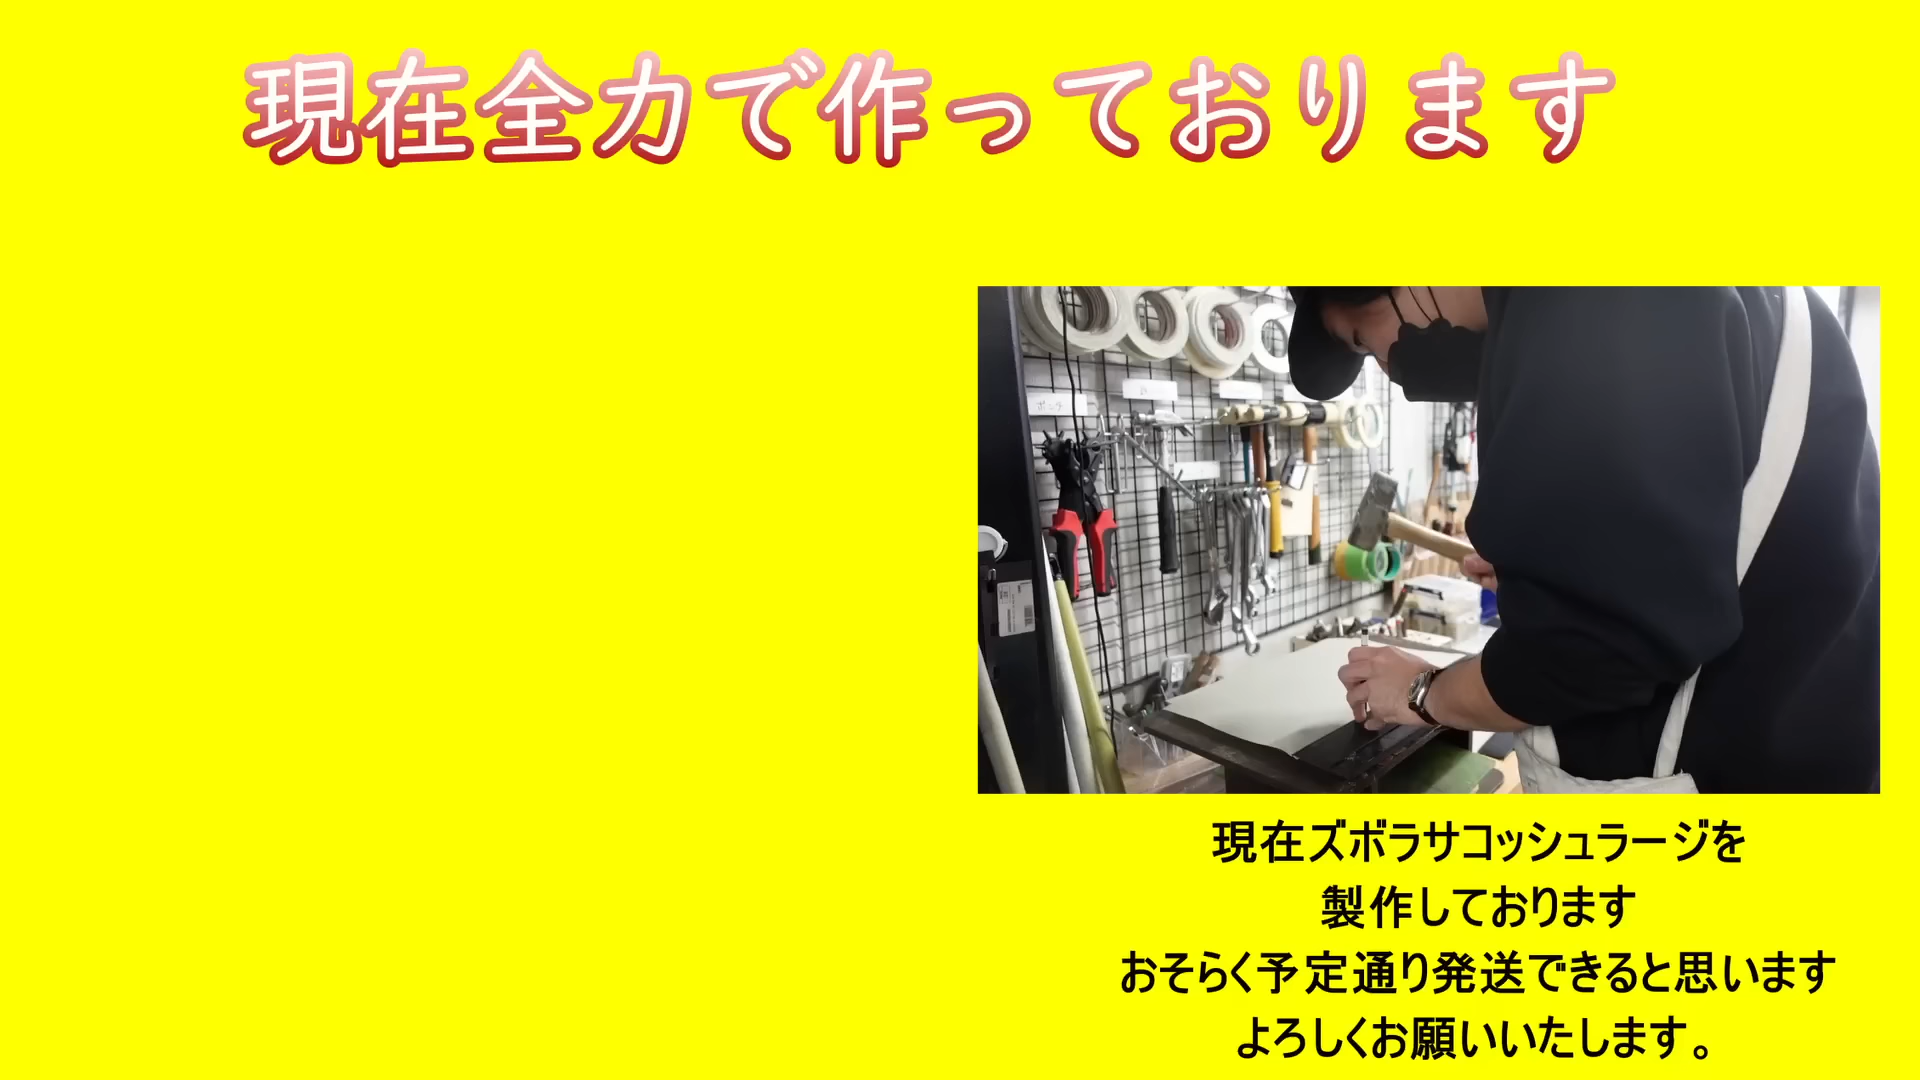 現在全力で作っております
ボンタ
現在ズボラサコッシュラージを
製作しております
おそらく予定通り発送できると思います
よろしくお願いいたします。